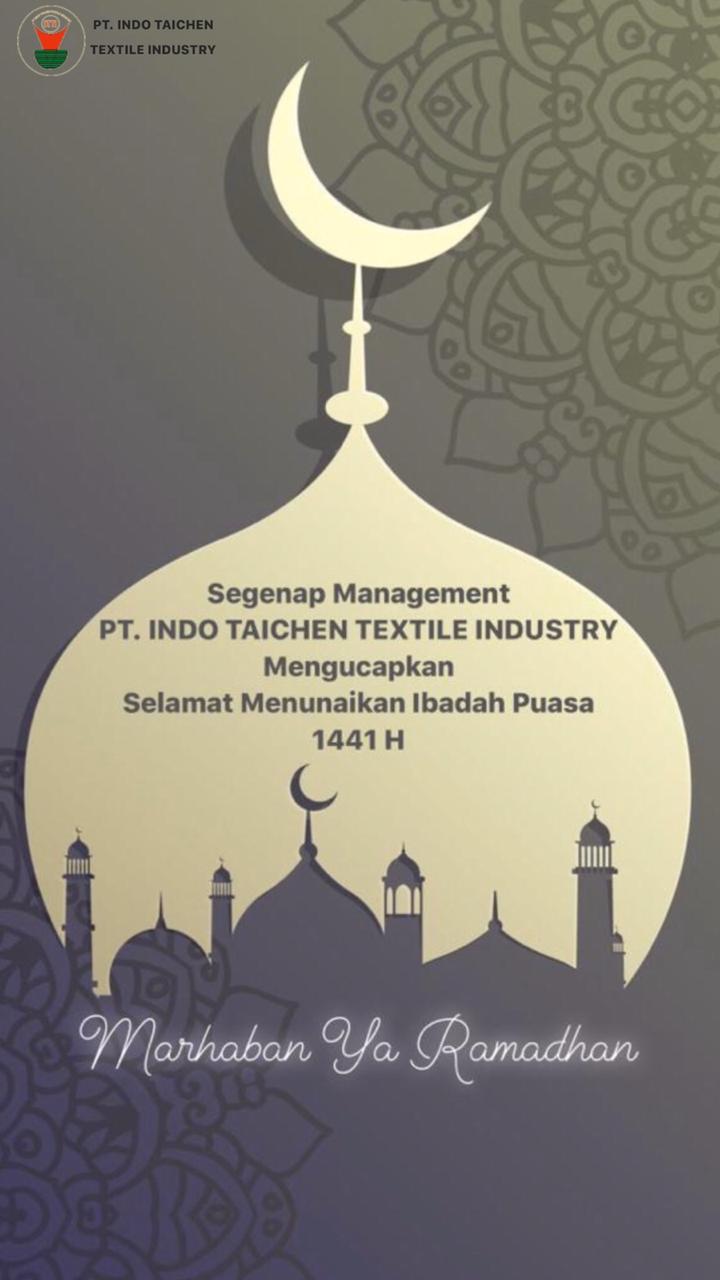 PT. INDO TAICHEN
TEXTILE INDUSTRY
Segenap Management
PT. INDO TAICHEN TEXTILE INDUSTRY
Mengucapkan
Selamat Menunaikan Ibadah Puasa
1441 H
Marhaban Ya Ramadhan